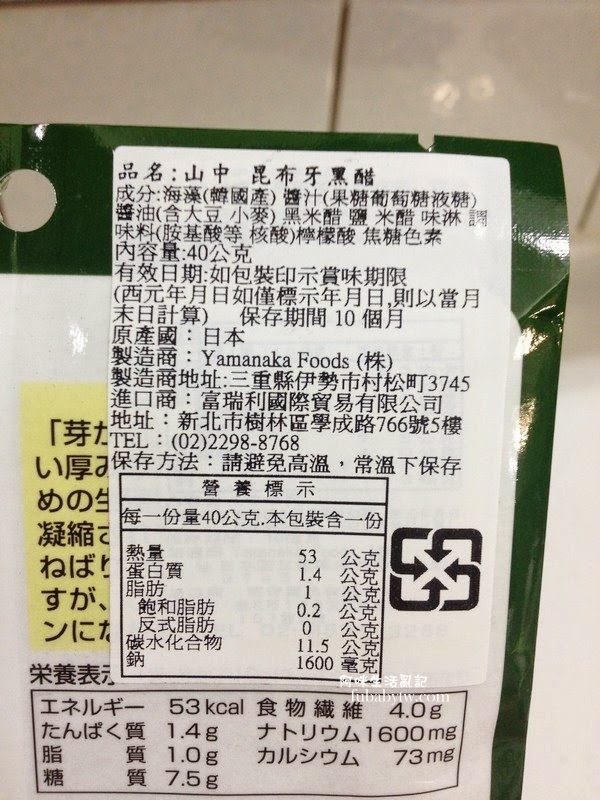 品名:山中 昆布牙黑醋
成分:海藻(韓國產) 醬汁(果糖葡萄糖液糖)
醬油(含大豆 小麥) 黑米醋 鹽 米醋 味淋 調
味料(胺基酸等 核酸)檸檬酸 焦糖色素
內容量:40公克
有效日期:如包裝印示賞味期限
(西元年月日如僅標示年月日,則以當月
末日計算) 保存期間 10 個月
原產國：日本
製造商：Yamanaka Foods (株)
製造商地址:三重縣伊勢市村松町3745
進口商：富瑞利國際貿易有限公司
地址：新北市樹林區學成路766號5樓
TEL：(02)2298-8768
保存方法：請避免高溫，常溫下保存
營養標示
每一份量40公克.本包裝含一份
熱量 53 公克
蛋白質 1.4 公克
脂肪 1 公克
飽和脂肪 0.2 公克
反式脂肪 0 公克
碳水化合物 11.5 公克
鈉 1600 毫克
「芽か
い厚み
めの生
凝縮さ
ねばり
すが、
ンにな
栄養表示
エネルギー 53kcal 食物繊維 4.0g
たんぱく質 1.4g ナトリウム1600mg
脂質 1.0g カルシウム 73mg
糖質 7.5g
fubabytw.com